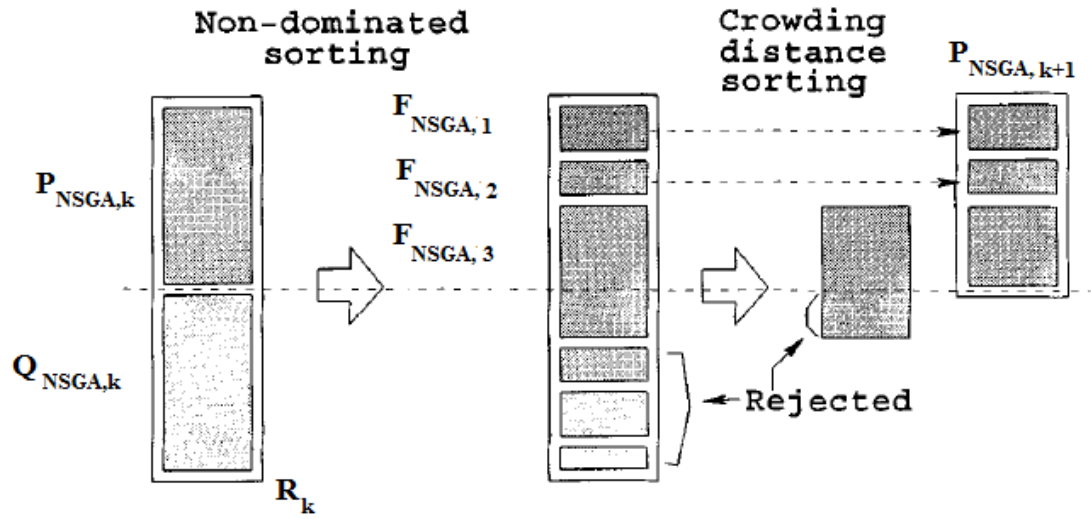 Non-dominated
sorting
Crowding
distance
sorting
P NSGA, k+1
F NSGA, 1
F NSGA, 2
F NSGA, 3
P NSGA,k
Q NSGA,k
Rejected
R k